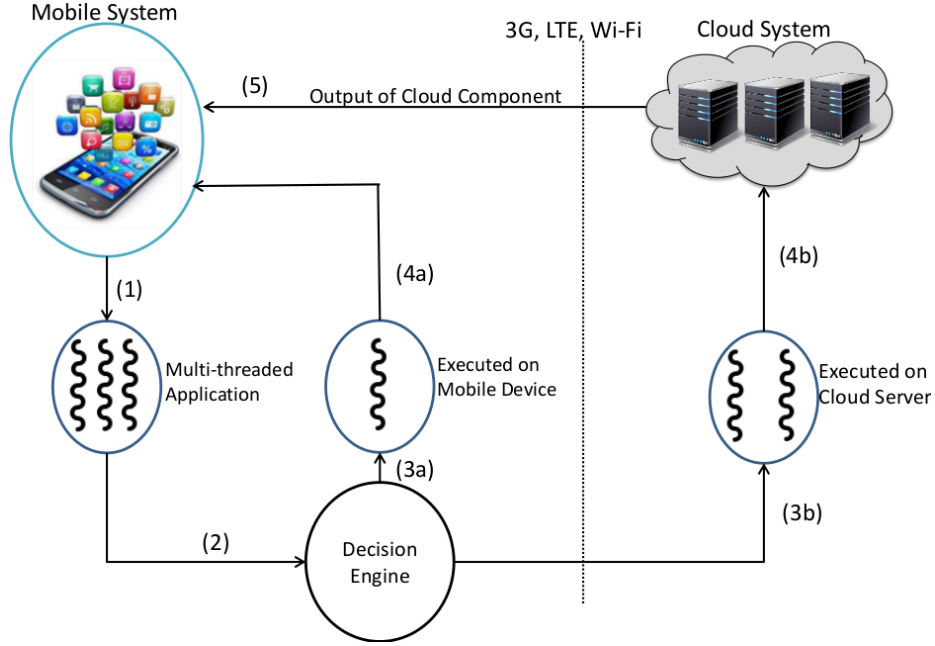 Mobile System
3G, LTE, Wi-Fi
Cloud System
(5)
Output of Cloud Component
(1)
(4a)
(4b)
Multi-threaded
Application
Executed on
Mobile Device
Executed on
Cloud Server
(3a)
(2)
(3b)
Decision
Engine